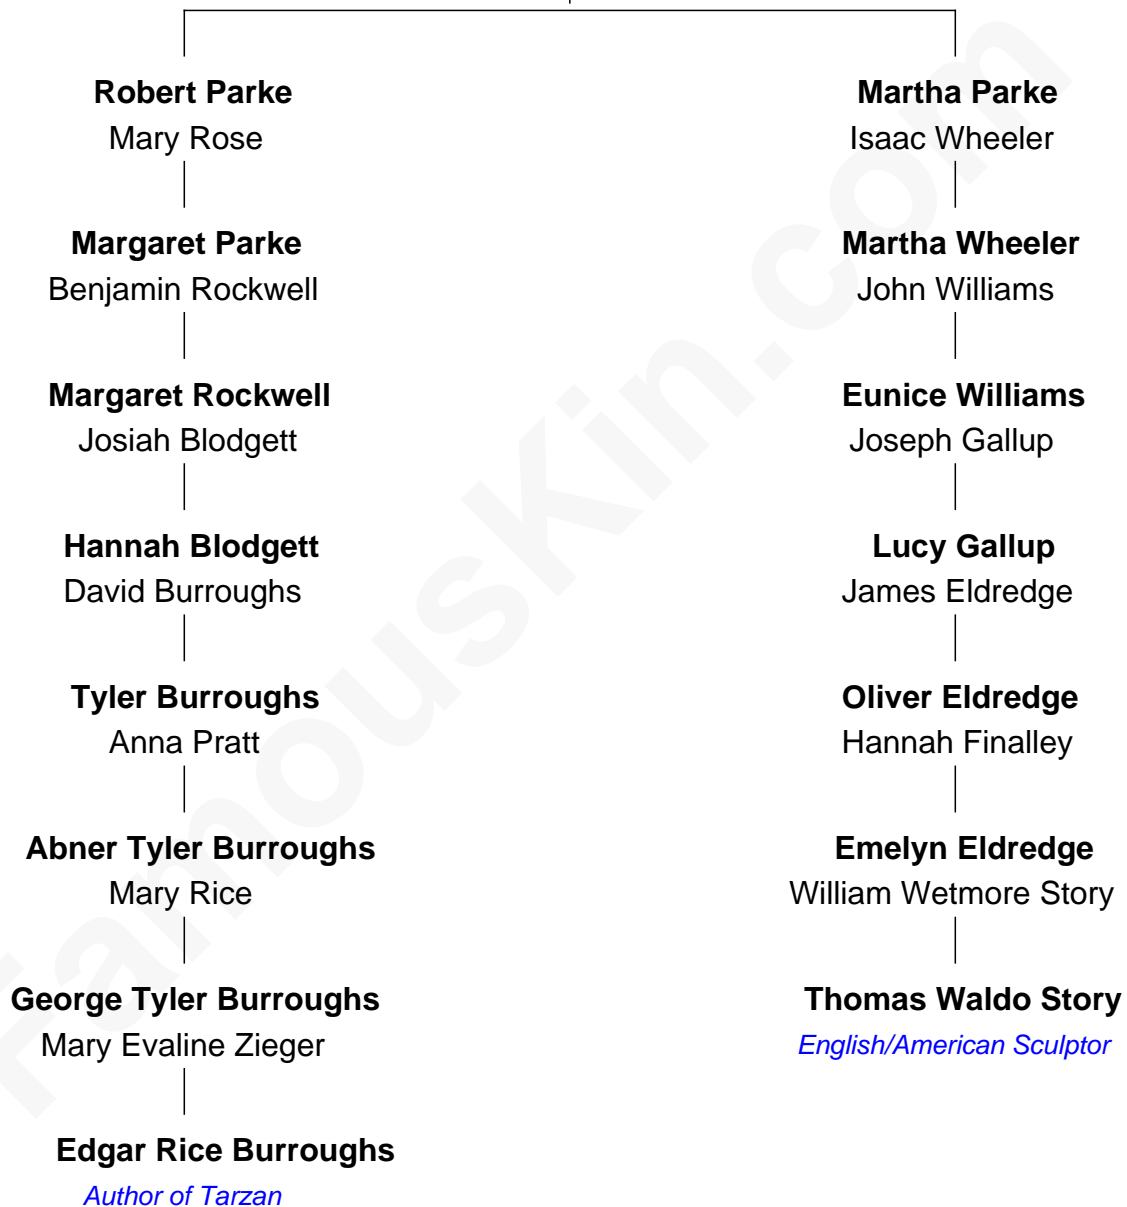 Robert Parke
Mary Rose
Margaret Parke
Benjamin Rockwell
Margaret Rockwell
Josiah Blodgett
Hannah Blodgett
David Burroughs
Tyler Burroughs
Anna Pratt
Abner Tyler Burroughs
Mary Rice
George Tyler Burroughs
Mary Evaline Zieger
Edgar Rice Burroughs
Author of Tarzan
Martha Parke
Isaac Wheeler
Martha Wheeler
John Williams
Eunice Williams
Joseph Gallup
Lucy Gallup
James Eldredge
Oliver Eldredge
Hannah Finalley
Emelyn Eldredge
William Wetmore Story
Thomas Waldo Story
English/American Sculptor
FamousKin.com